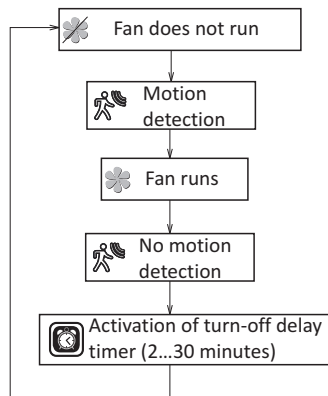 Fan does not run
Motion
detection
Fan runs
No motion
detection
Activation of turn-off delay
timer (2...30 minutes)